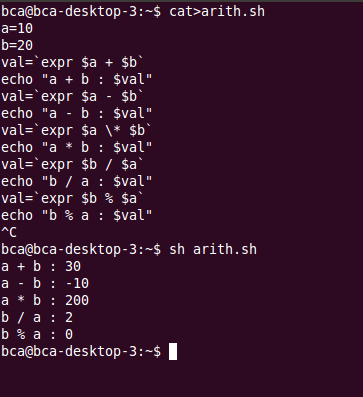 bca@bca-desktop-3:~$ cat>arith.sh
a=10
b=20
val=`expr $a + $b`
echo "a + b : $val"
val=`expr $a - $b`
echo "a - b : $val"
val=`expr $a \* $b`
echo "a * b : $val"
val=`expr $b / $a`
echo "b / a : $val"
val=`expr $b % $a`
echo "b % a : $val"
^C
bca@bca-desktop-3:~$ sh arith.sh
a + b : 30
a - b : -10
a * b : 200
b / a : 2
b % a : 0
bca@bca-desktop-3:~$